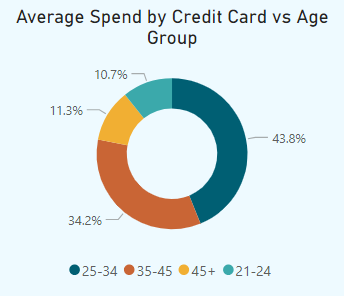 Average Spend by Credit Card vs Age
Group
10.7%
11.3%
43.8%
34.2%
25-34 35-45 45+ 21-24